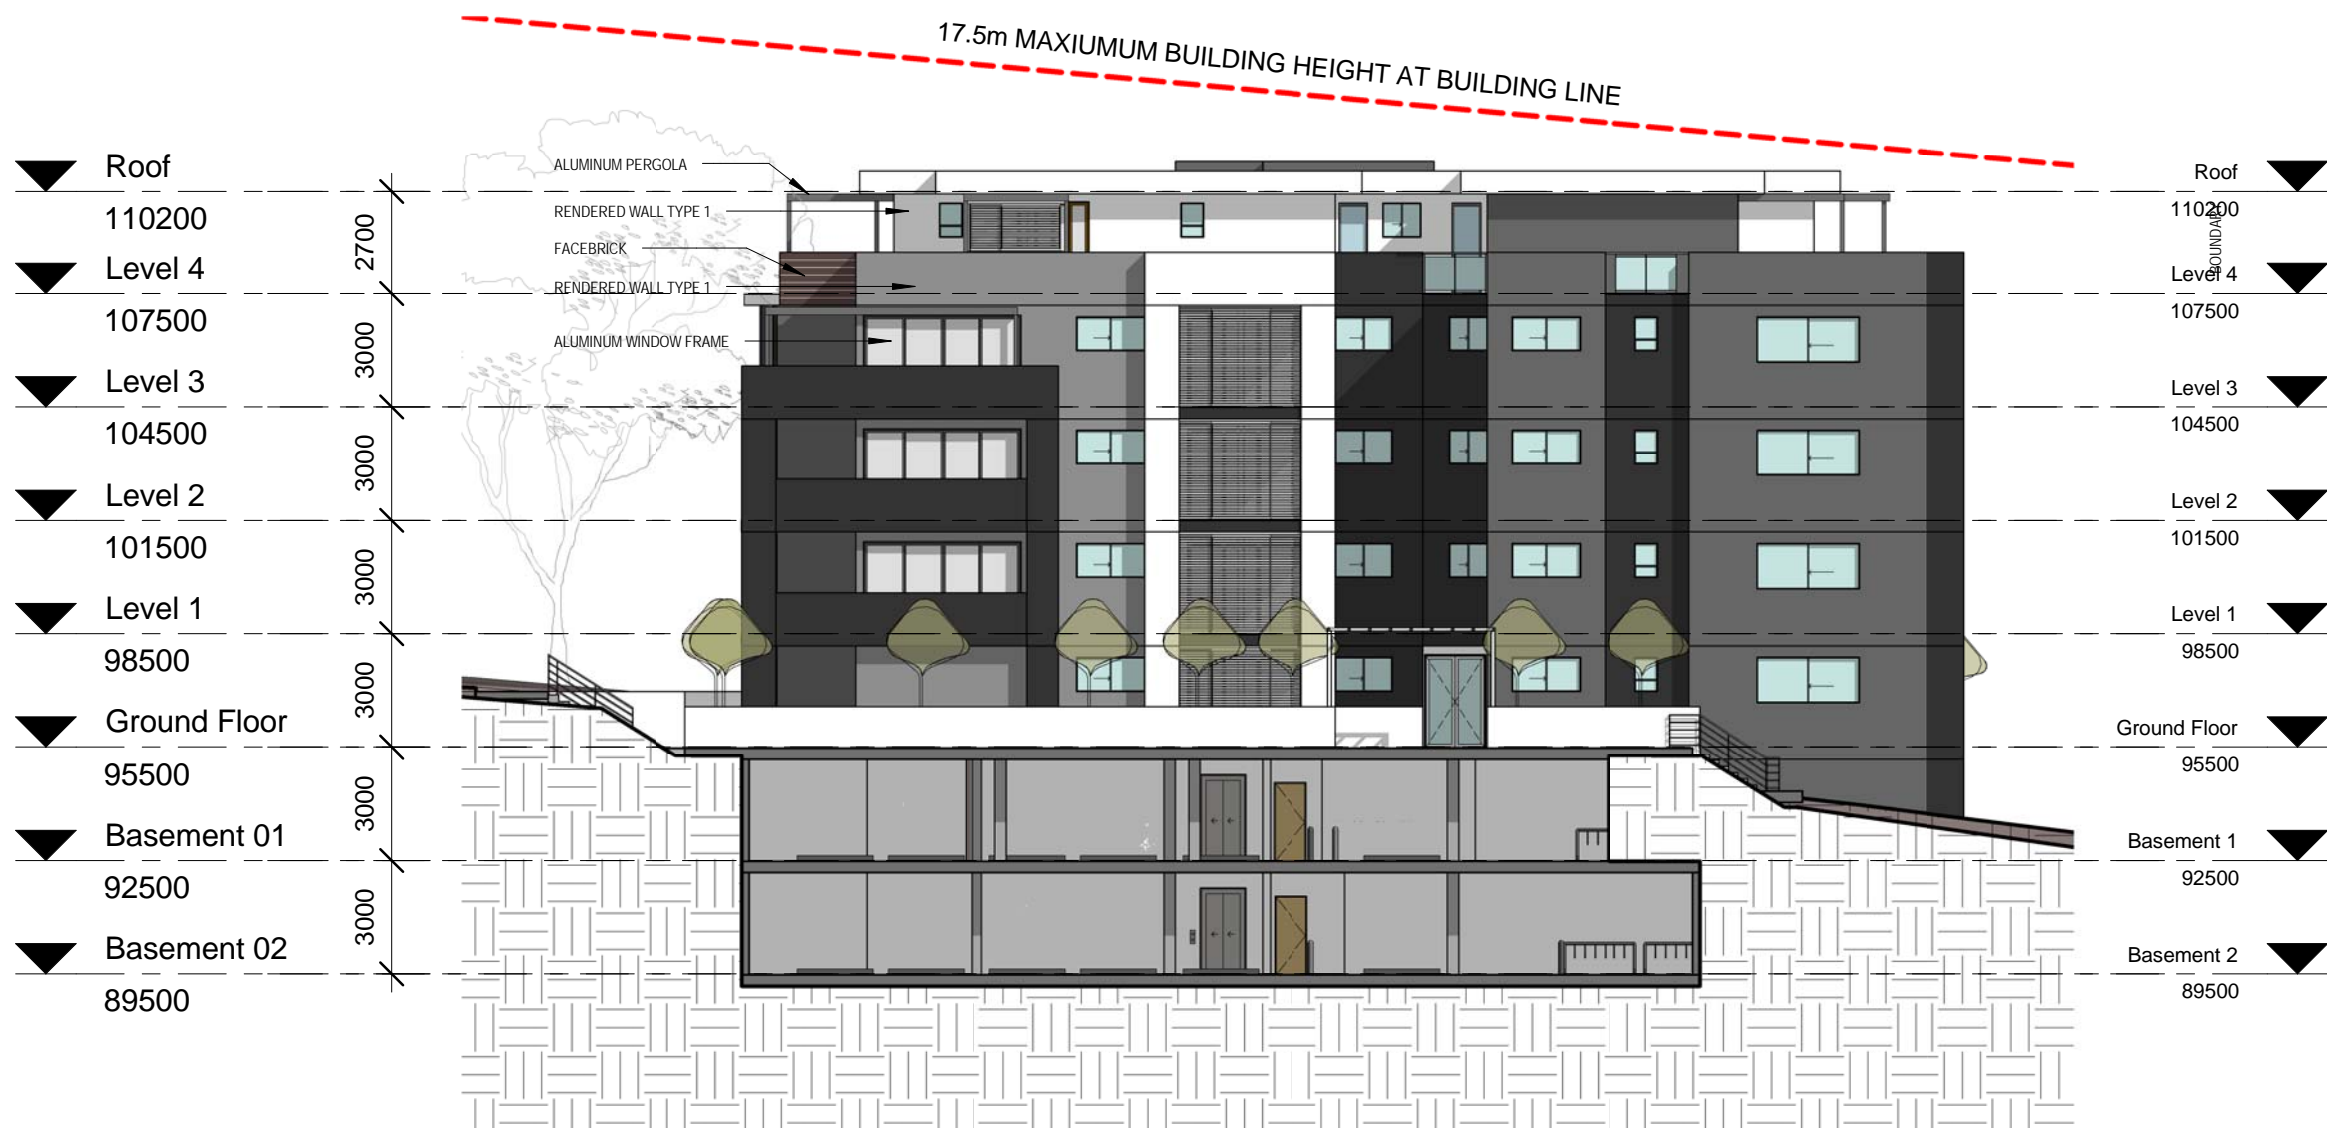 17.5m MAXIUMUM BUILDING HEIGHT AT BUILDING LINE
Roof
110200
2700
Level 4
107500
3000
Level 3
104500
3000
Level 2
101500
3000
Level 1
98500
3000
Ground Floor
95500
3000
Basement 01
92500
3000
Basement 02
89500
ALUMINUM PERGOLA
RENDERED WALL TYPE 1
FACEBRICK
RENDERED WALL TYPE 1
ALUMINUM WINDOW FRAME
Roof
110200
BOUNDARY
Level 4
107500
Level 3
104500
Level 2
101500
Level 1
98500
Ground Floor
95500
Basement 1
92500
Basement 2
89500